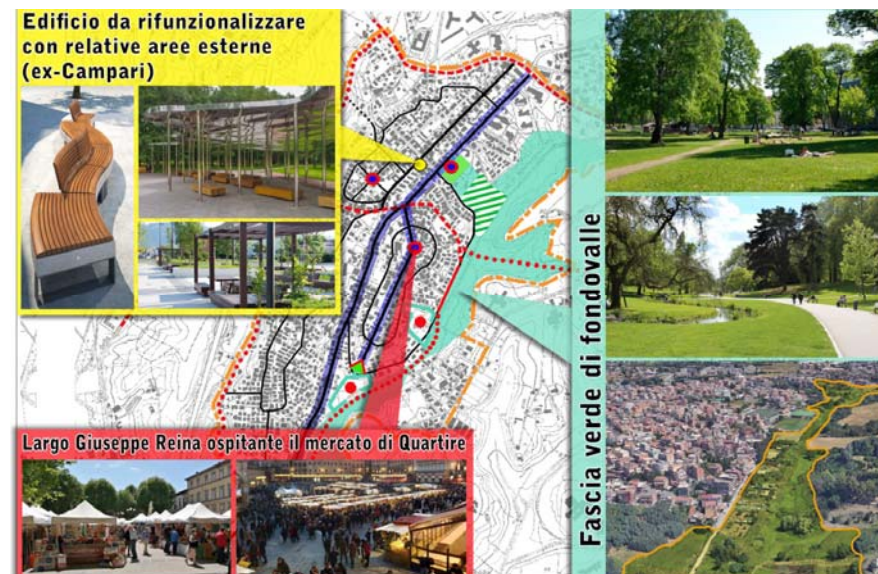 Edificio da rifunzionalizzare
con relative aree esterne
(ex-Campari)
Fascia verde di fondovalle
Largo Giuseppe Reina ospitante il mercato di Quartire